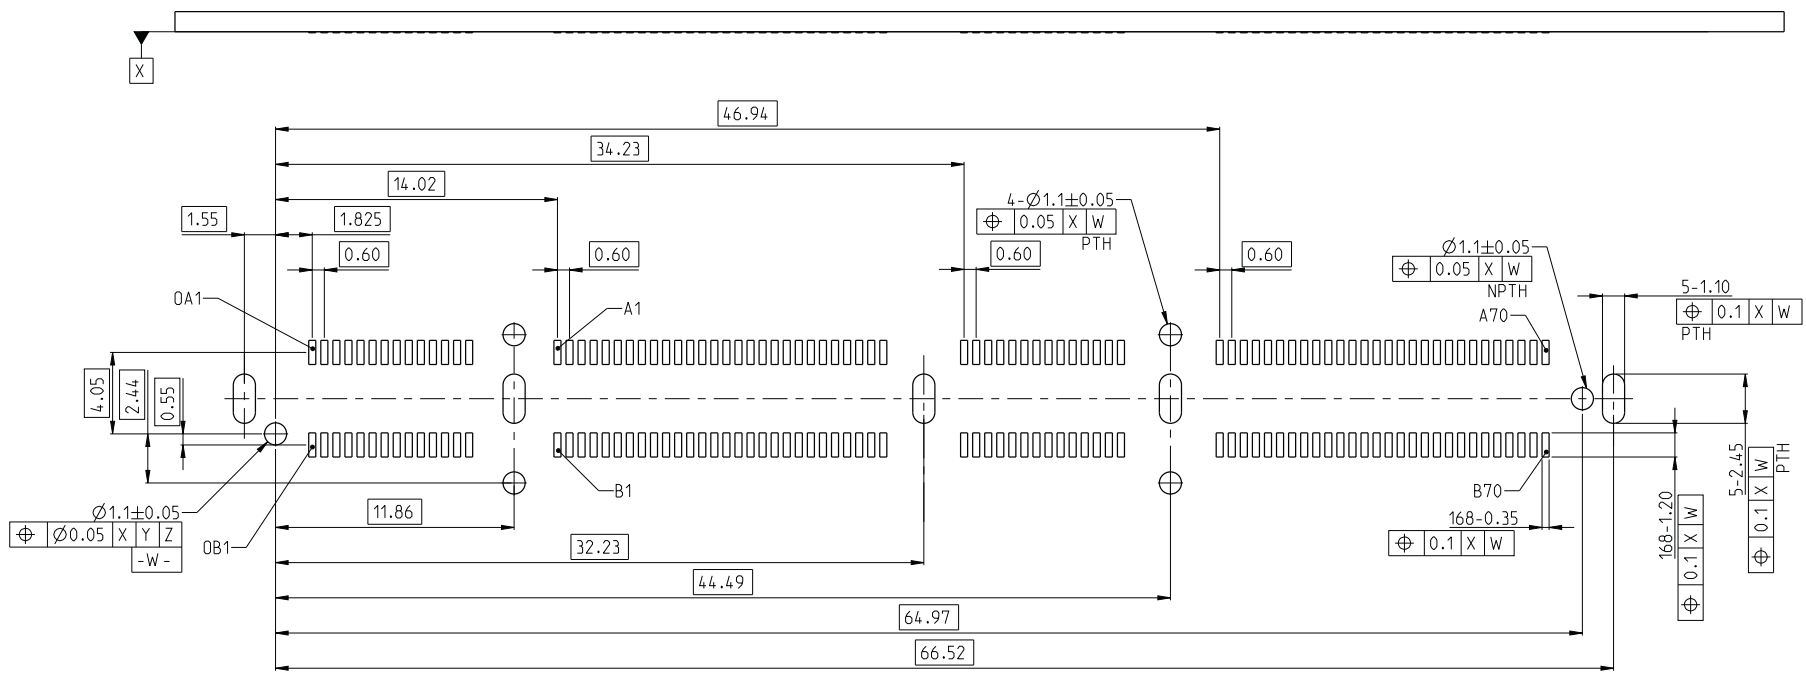 X
46.94
34.23
14.02
4-Ø1.1±0.05
⌖ 0.05 X W
PTH
1.55
1.825
0.60
0.60
0.60
0.60
Ø1.1±0.05
⌖ 0.05 X W
NPTH
5-1.10
⌖ 0.1 X W
PTH
OA1
A1
A70
4.05
2.44
0.55
Ø1.1±0.05
⌖ Ø0.05 X Y Z
-W-
OB1
B1
B70
11.86
168-0.35
⌖ 0.1 X W
168-1.20
⌖ 0.1 X W
5-2.45
⌖ 0.1 X W
PTH
32.23
44.49
64.97
66.52